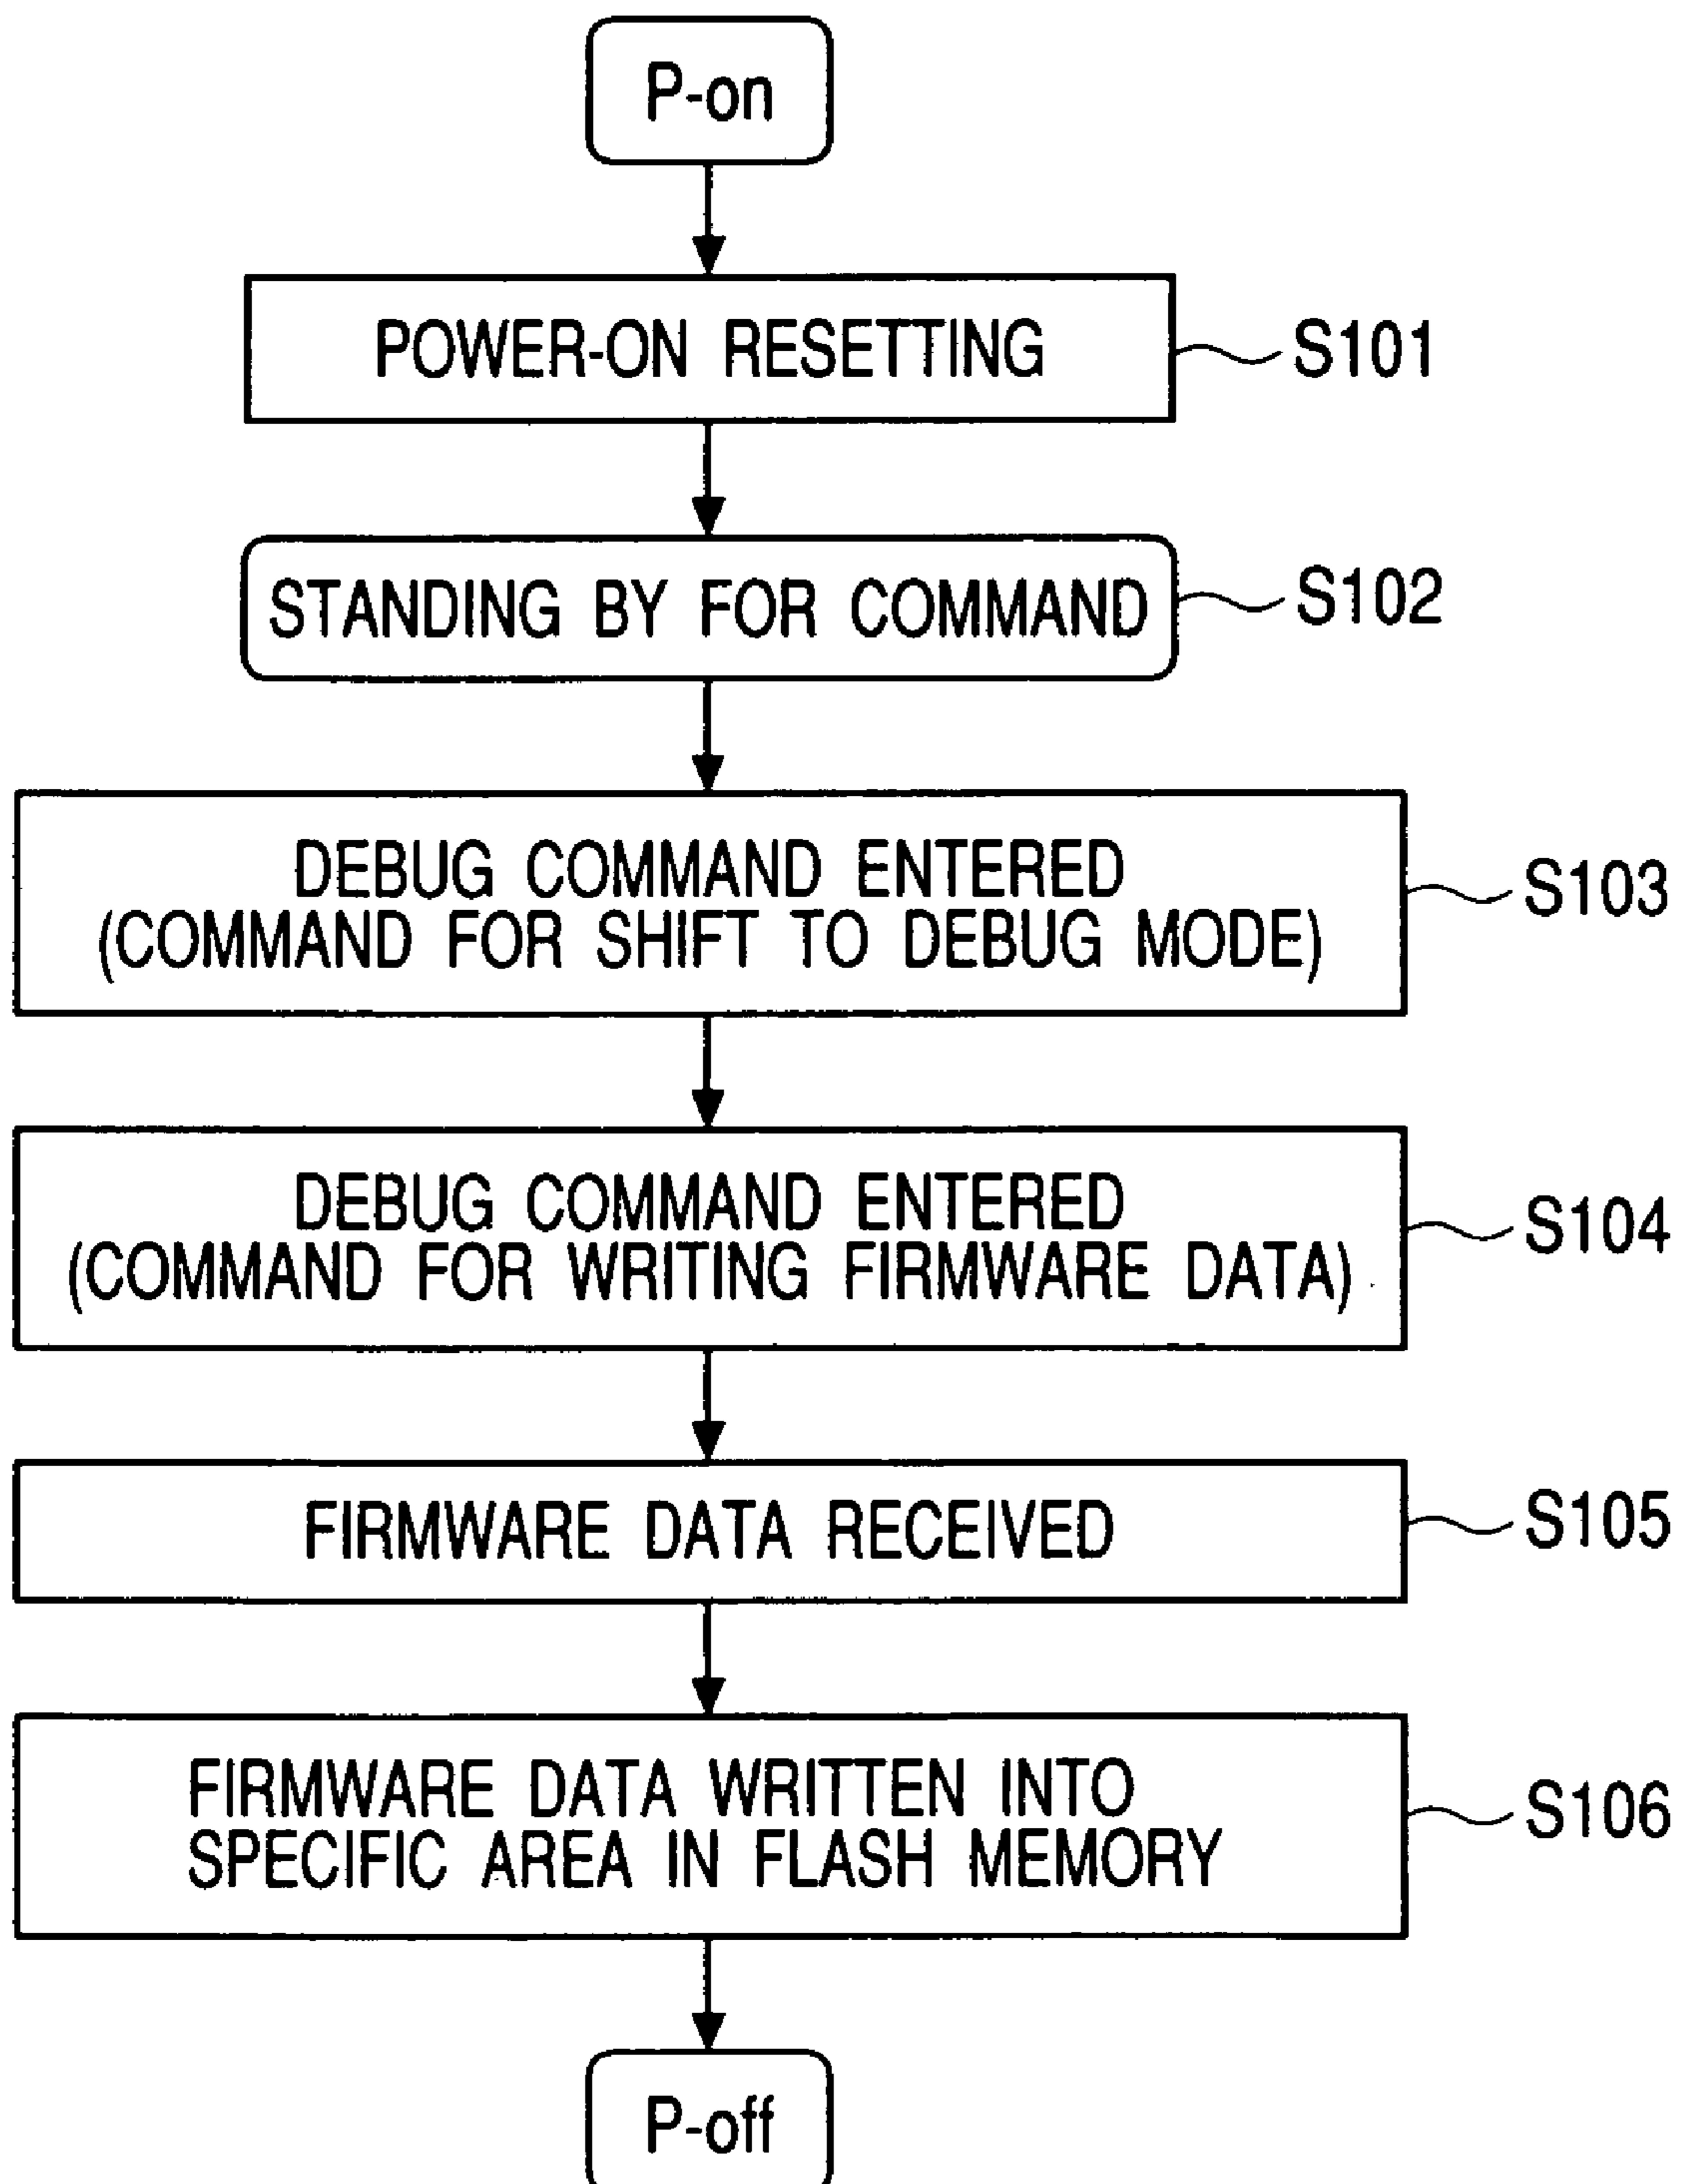 P-on
POWER-ON RESETTING
S101
STANDING BY FOR COMMAND
S102
DEBUG COMMAND ENTERED
(COMMAND FOR SHIFT TO DEBUG MODE)
S103
DEBUG COMMAND ENTERED
(COMMAND FOR WRITING FIRMWARE DATA)
S104
FIRMWARE DATA RECEIVED
S105
FIRMWARE DATA WRITTEN INTO
SPECIFIC AREA IN FLASH MEMORY
S106
P-off